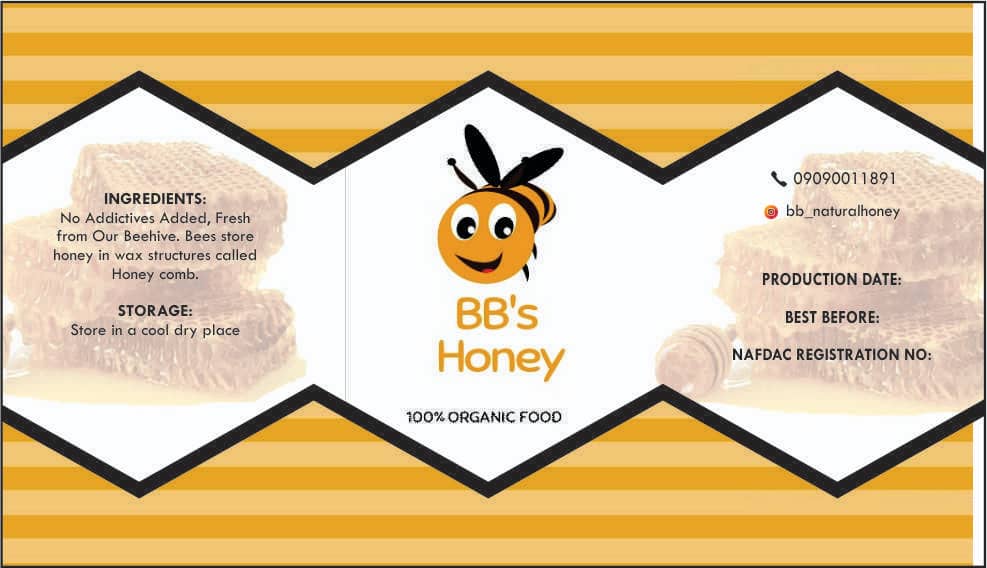 INGREDIENTS:
No Addictives Added, Fresh
from Our Beehive. Bees store
honey in wax structures called
Honey comb.
STORAGE:
Store in a cool dry place
BB's
Honey
100% ORGANIC FOOD
09090011891
bb_naturalhoney
PRODUCTION DATE:
BEST BEFORE:
NAFDAC REGISTRATION NO: